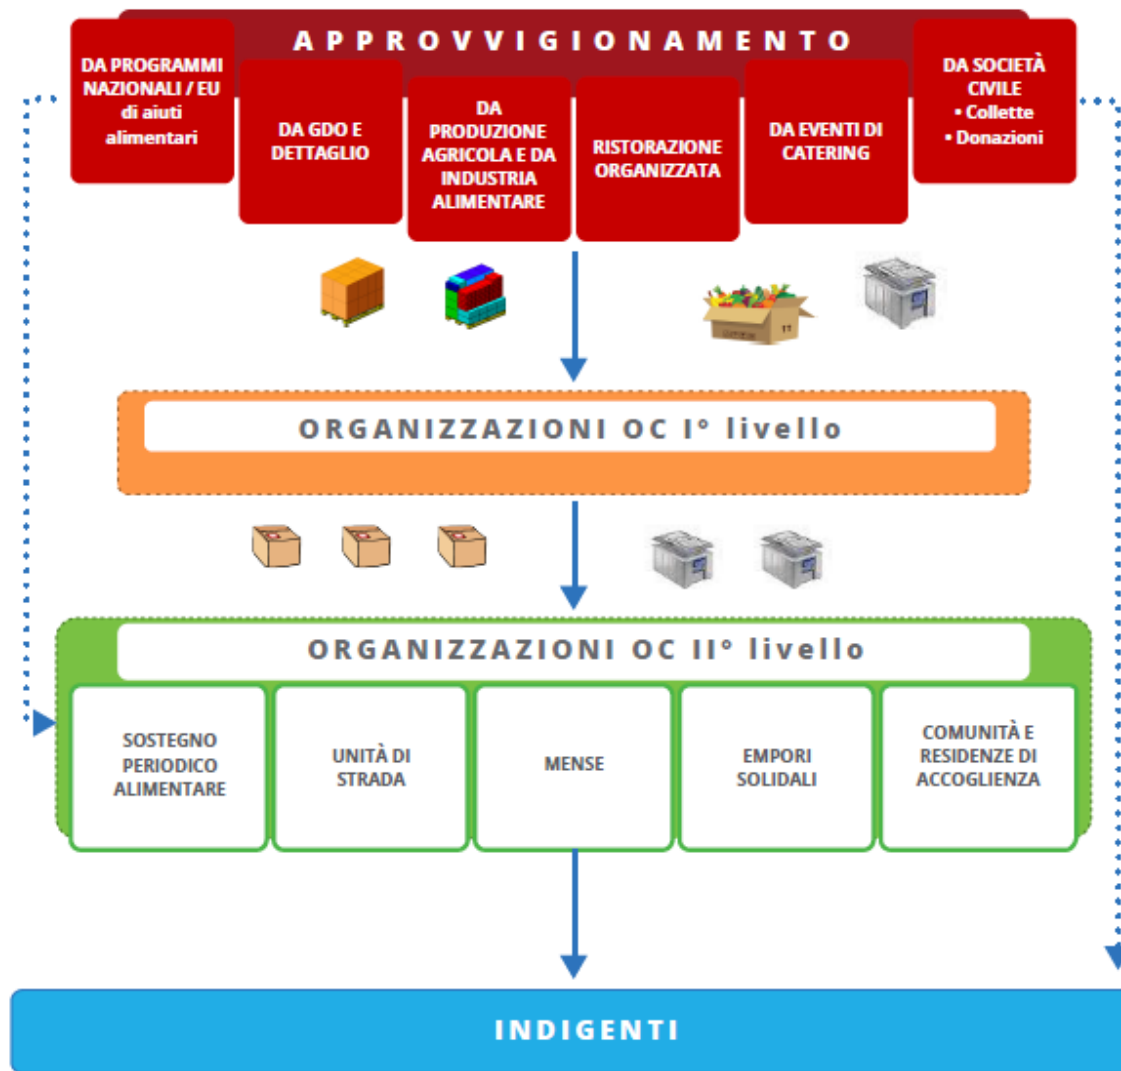 APPROVVIGIONAMENTO
DA PROGRAMMI
NAZIONALI / EU
di aiuti
alimentari
DA GDO E
DETTAGLIO
DA
PRODUZIONE
AGRICOLA E DA
INDUSTRIA
ALIMENTARE
RISTORAZIONE
ORGANIZZATA
DA EVENTI DI
CATERING
DA SOCIETÀ
CIVILE
• Collette
• Donazioni
ORGANIZZAZIONI OC I° livello
ORGANIZZAZIONI OC II° livello
SOSTEGNO
PERIODICO
ALIMENTARE
UNITÀ DI
STRADA
MENSE
EMPORI
SOLIDALI
COMUNITÀ E
RESIDENZE DI
ACCOGLIENZA
INDIGENTI